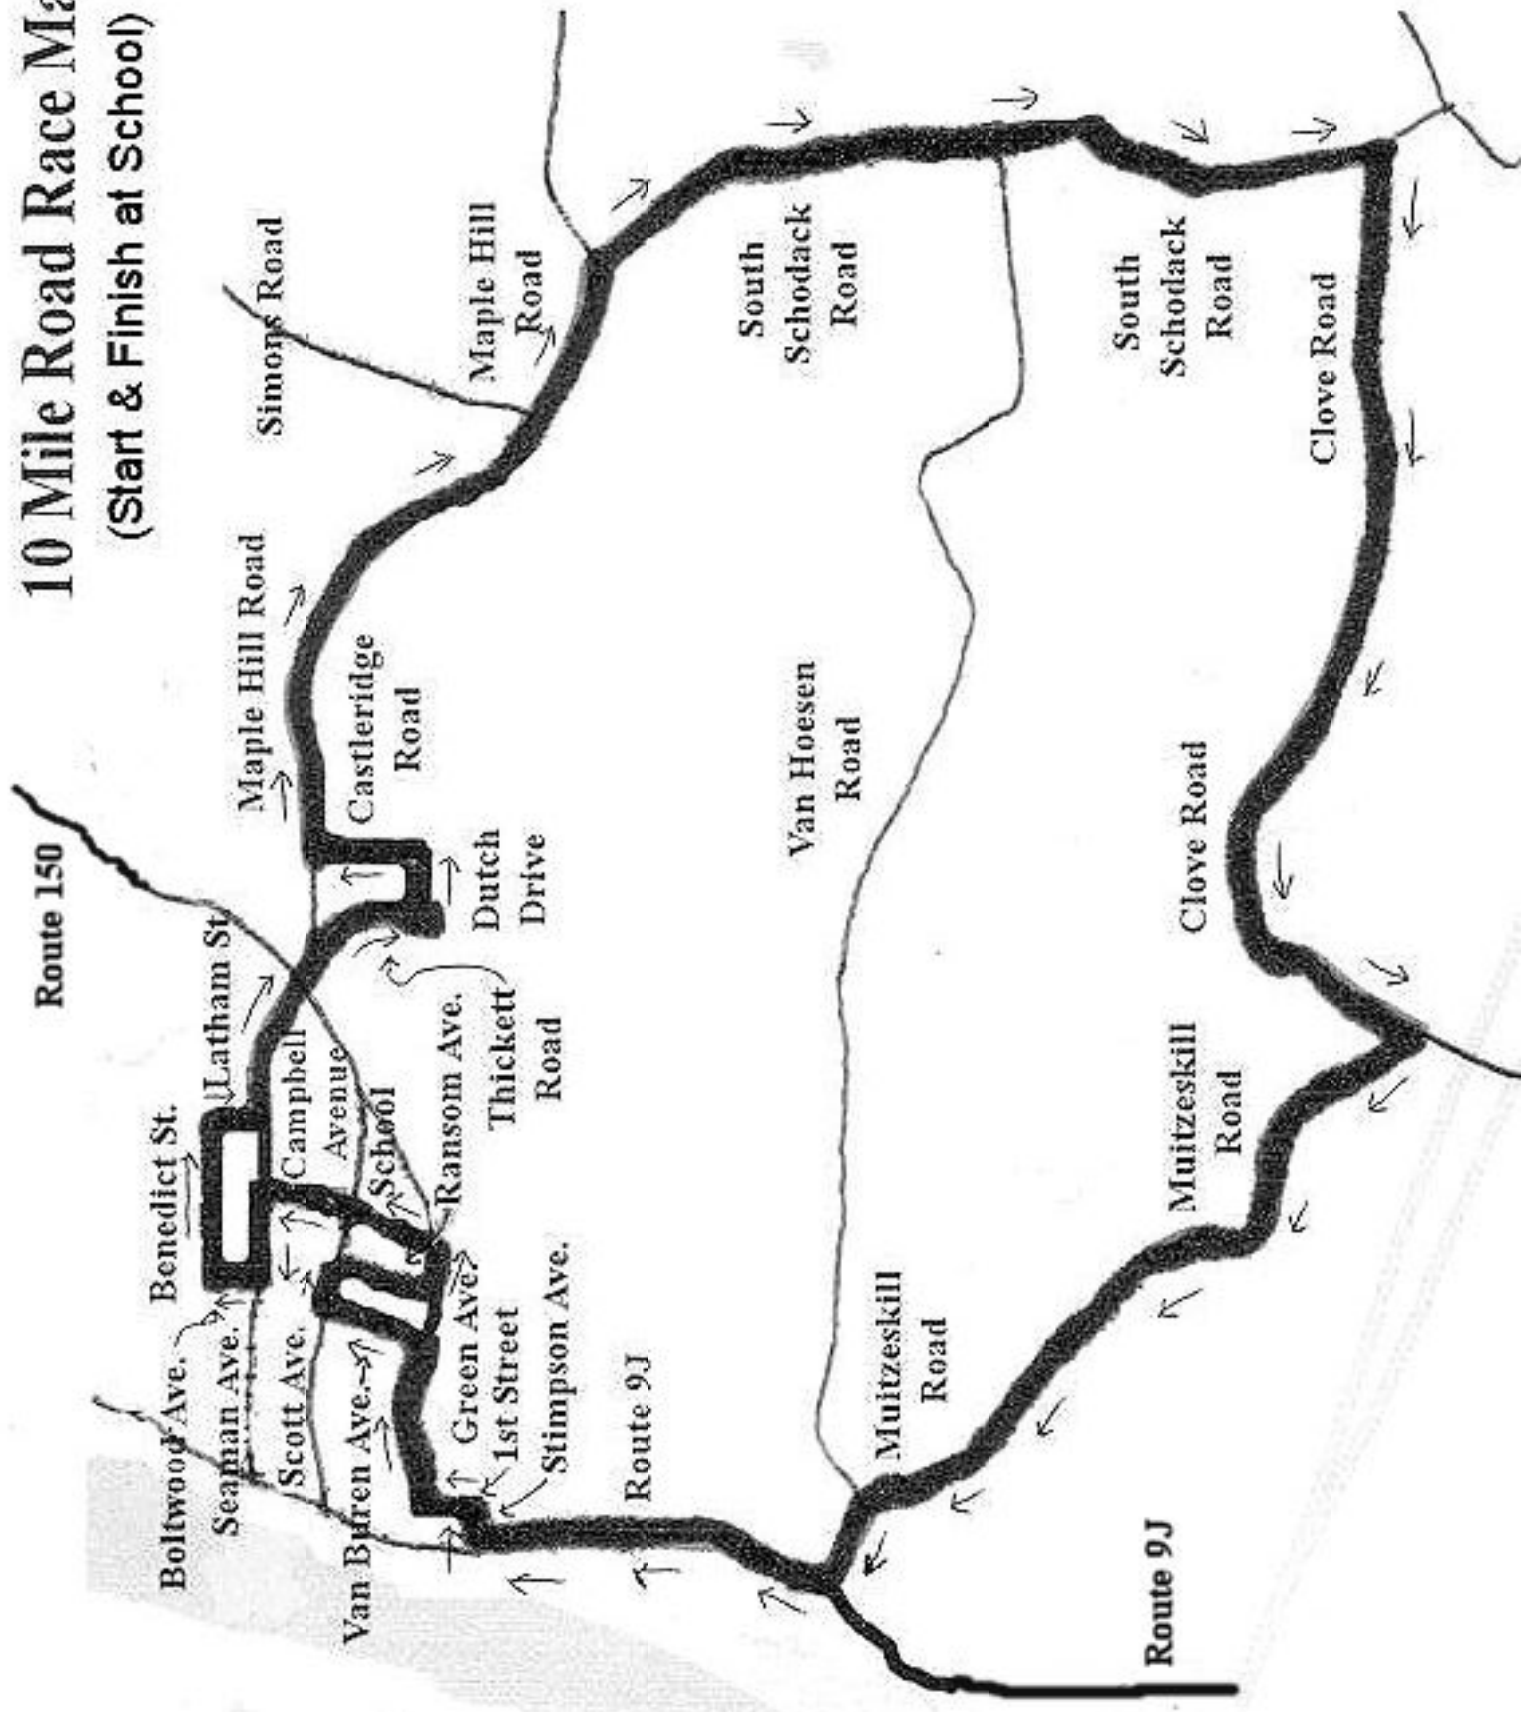 10 Mile Road Race Ma
(Start & Finish at School)
Route 150
Simons Road
Maple Hill
Road
Maple Hill Road
Castleridge
Road
Dutch
Drive
Latham St.
Benedict St.
Campbell
Avenue
School
Ransom Ave.
Thickett
Road
Boltwood Ave.
Seaman Ave.
Scott Ave.
Van Buren Ave.
Green Ave.
1st Street
Stimpson Ave.
Route 9J
South
Schodack
Road
South
Schodack
Road
Van Hoesen
Road
Clove Road
Clove Road
Muitzeskill
Road
Muitzeskill
Road
Route 9J